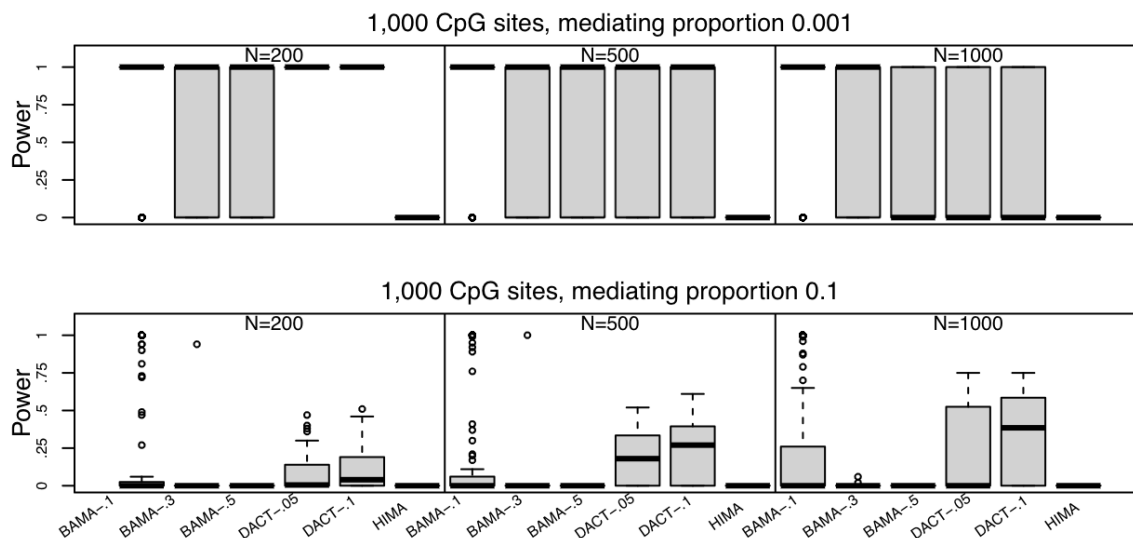 1,000 CpG sites, mediating proportion 0.001
N=200 N=500 N=1000
Power
1
.75
.5
.25
0
1,000 CpG sites, mediating proportion 0.1
N=200 N=500 N=1000
Power
1
.75
.5
.25
0
BAMA−.1 BAMA−.3 BAMA−.5 DACT−.05 DACT−.1 HIMA BAMA−.1 BAMA−.3 BAMA−.5 DACT−.05 DACT−.1 HIMA BAMA−.1 BAMA−.3 BAMA−.5 DACT−.05 DACT−.1 HIMA